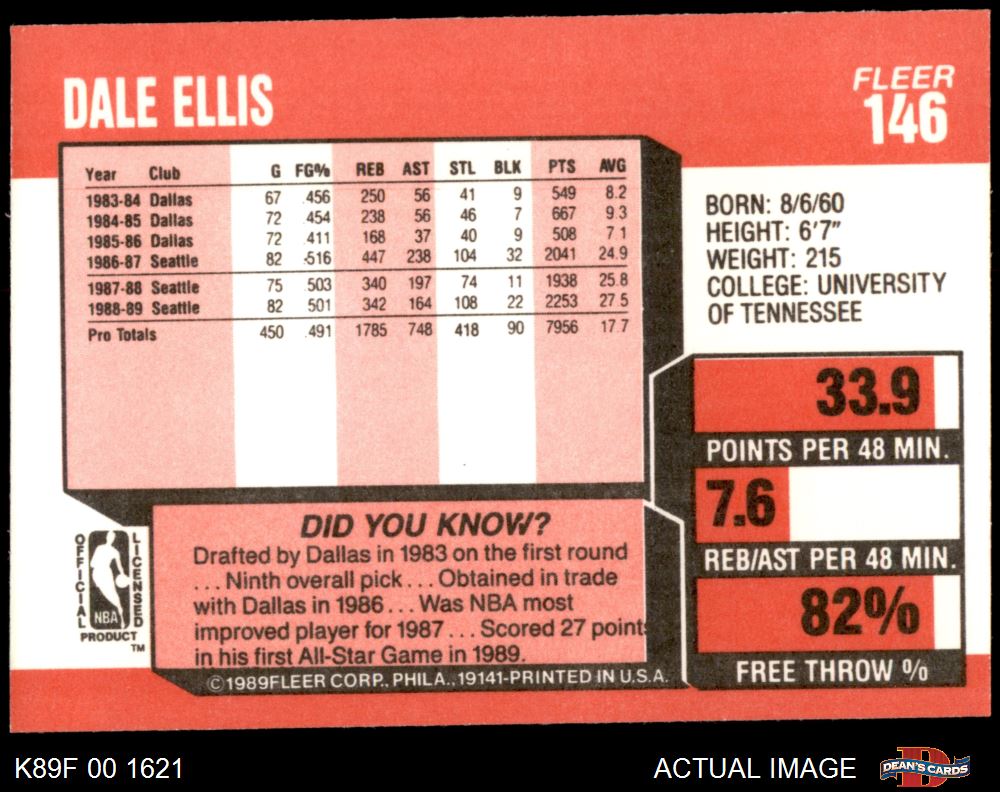 DALE ELLIS
FLEER
146
Year Club G FG% REB AST STL BLK PTS AVG
1983-84 Dallas 67 .456 250 56 41 9 549 8.2
1984-85 Dallas 72 .454 238 56 46 7 667 9.3
1985-86 Dallas 72 .411 168 37 40 9 508 7.1
1986-87 Seattle 82 .516 447 238 104 32 2041 24.9
1987-88 Seattle 75 .503 340 197 74 11 1938 25.8
1988-89 Seattle 82 .501 342 164 108 22 2253 27.5
Pro Totals 450 .491 1785 748 418 90 7956 17.7
BORN: 8/6/60
HEIGHT: 6'7"
WEIGHT: 215
COLLEGE: UNIVERSITY
OF TENNESSEE
33.9
POINTS PER 48 MIN.
7.6
REB/AST PER 48 MIN.
82%
FREE THROW %
OFFICIAL
LICENSED
NBA
PRODUCT
TM
DID YOU KNOW?
Drafted by Dallas in 1983 on the first round
... Ninth overall pick ... Obtained in trade
with Dallas in 1986 ... Was NBA most
improved player for 1987 ... Scored 27 points
in his first All-Star Game in 1989.
©1989FLEER CORP., PHILA., 19141-PRINTED IN U.S.A.
K89F 00 1621
ACTUAL IMAGE
DEAN'S CARDS